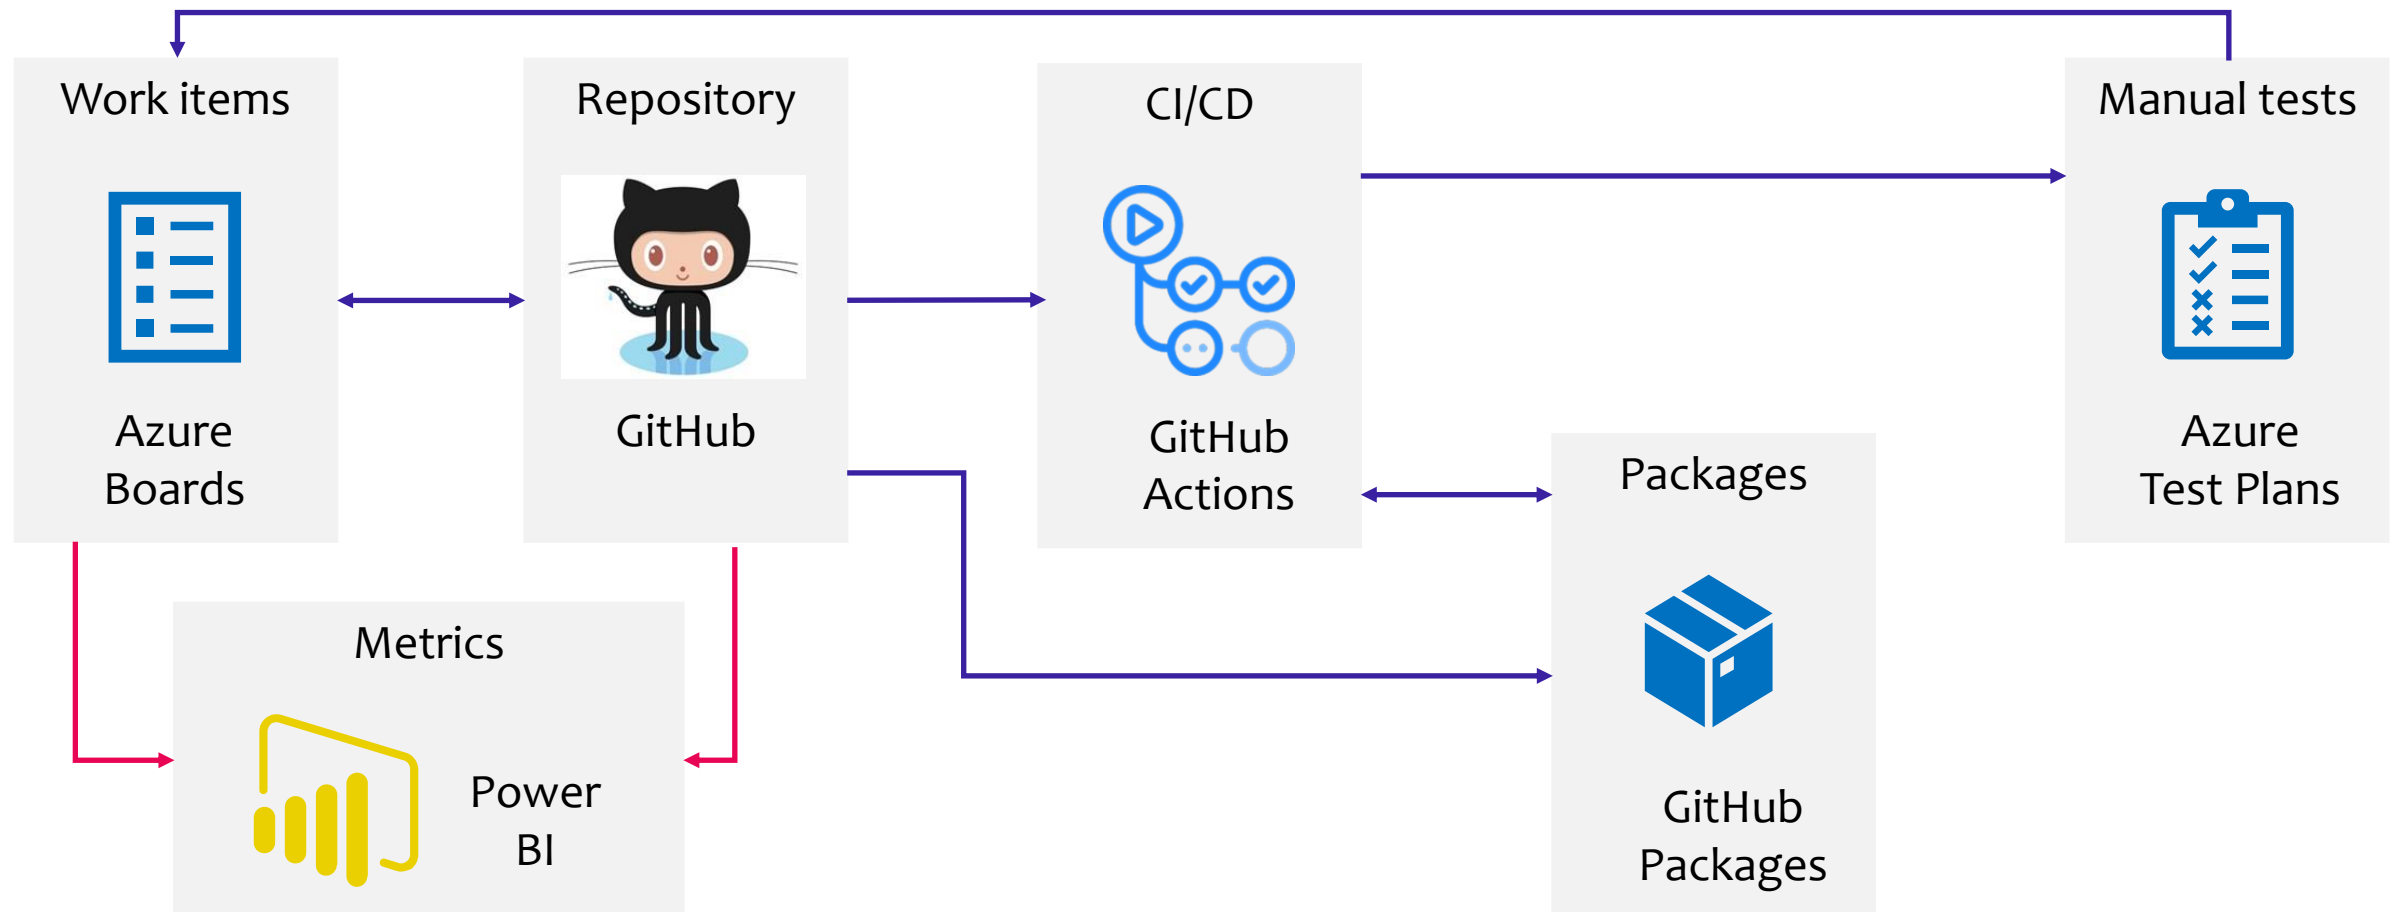 Work items
Azure
Boards
Repository
GitHub
CI/CD
GitHub
Actions
Manual tests
Azure
Test Plans
Packages
GitHub
Packages
Metrics
Power
BI